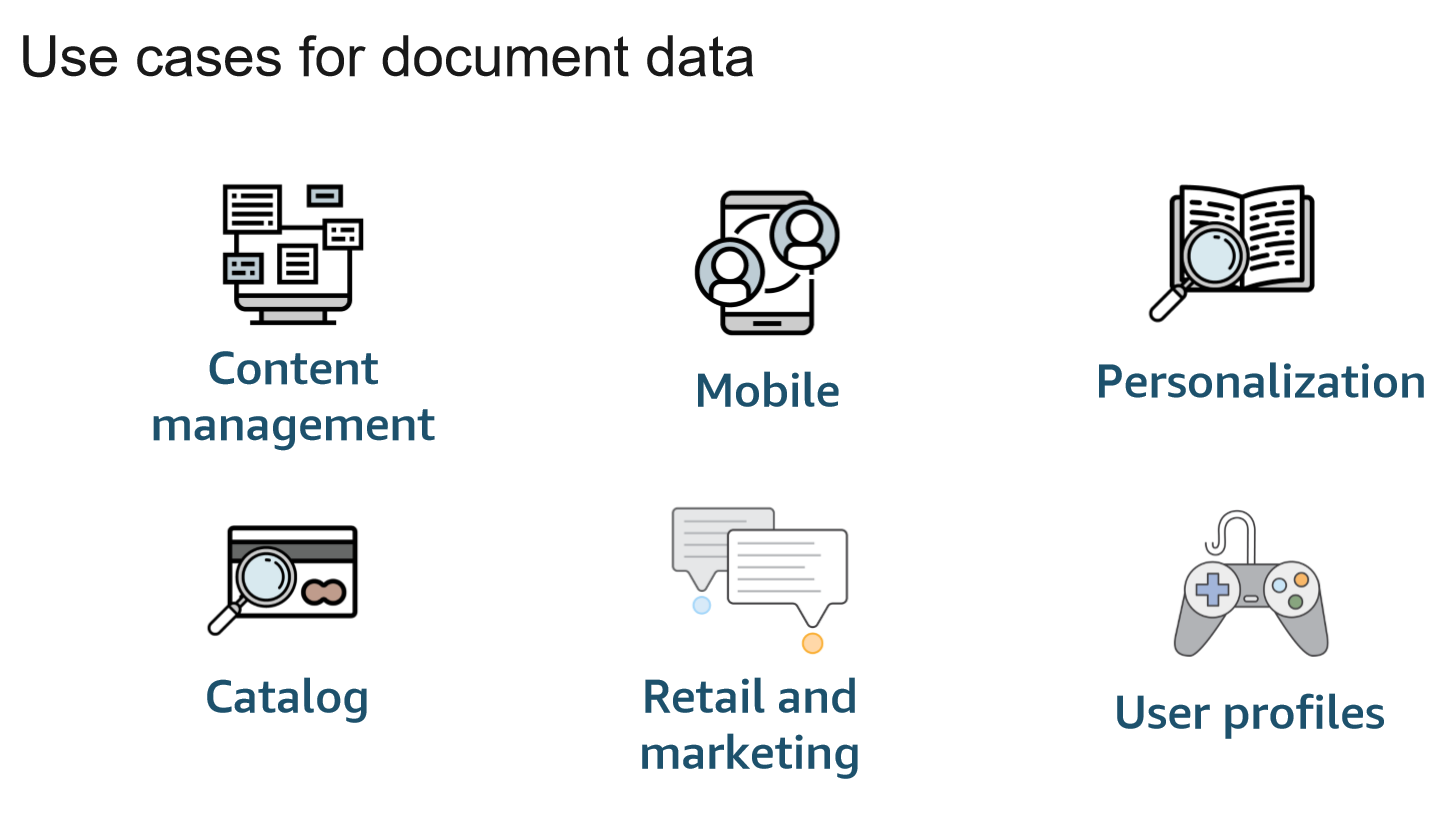 Use cases for document data
Content
management
Mobile
Personalization
Catalog
Retail and
marketing
User profiles